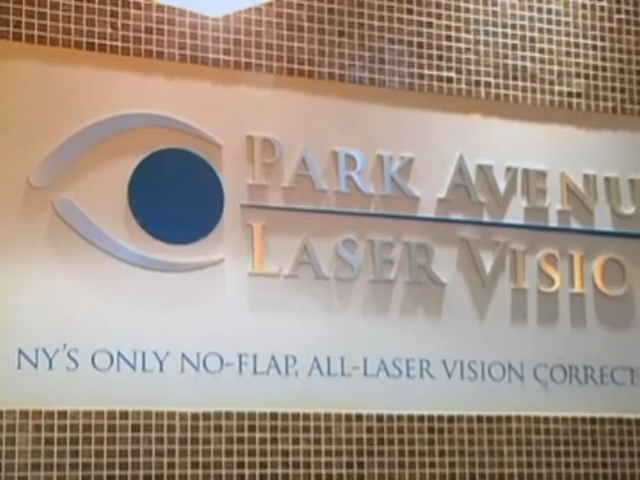 PARK AVENU
LASER VISIO
NY'S ONLY NO-FLAP, ALL-LASER VISION CORRECT